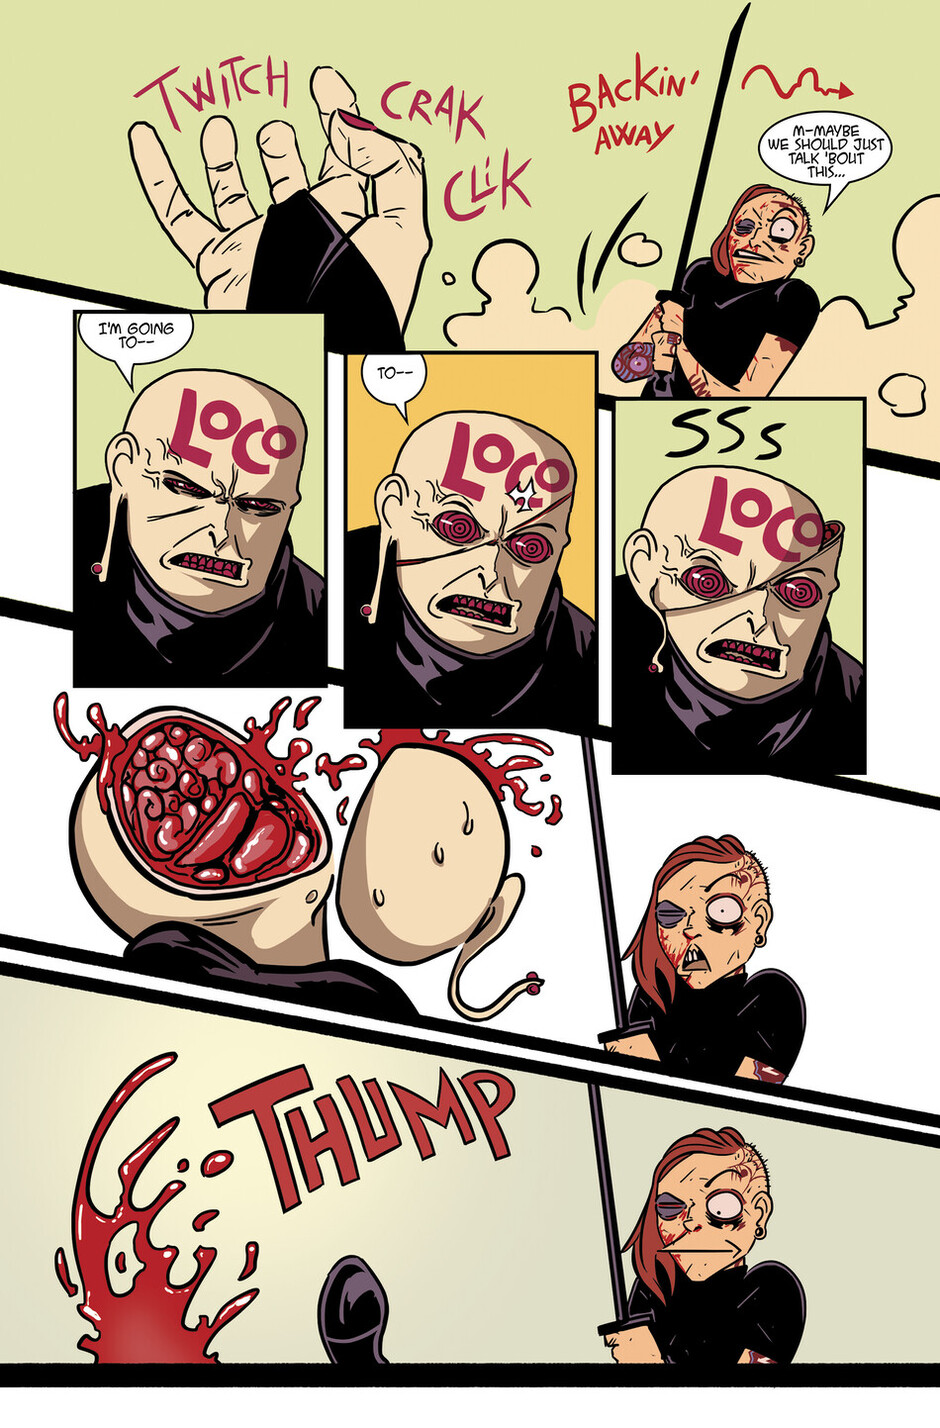 TWITCH
CRAK
CLIK
BACKIN'
AWAY
M-MAYBE
WE SHOULD JUST
TALK 'BOUT
THIS...
I'M GOING
TO--
LOCO
TO--
LOCO
SSS
LOCO
THUMP